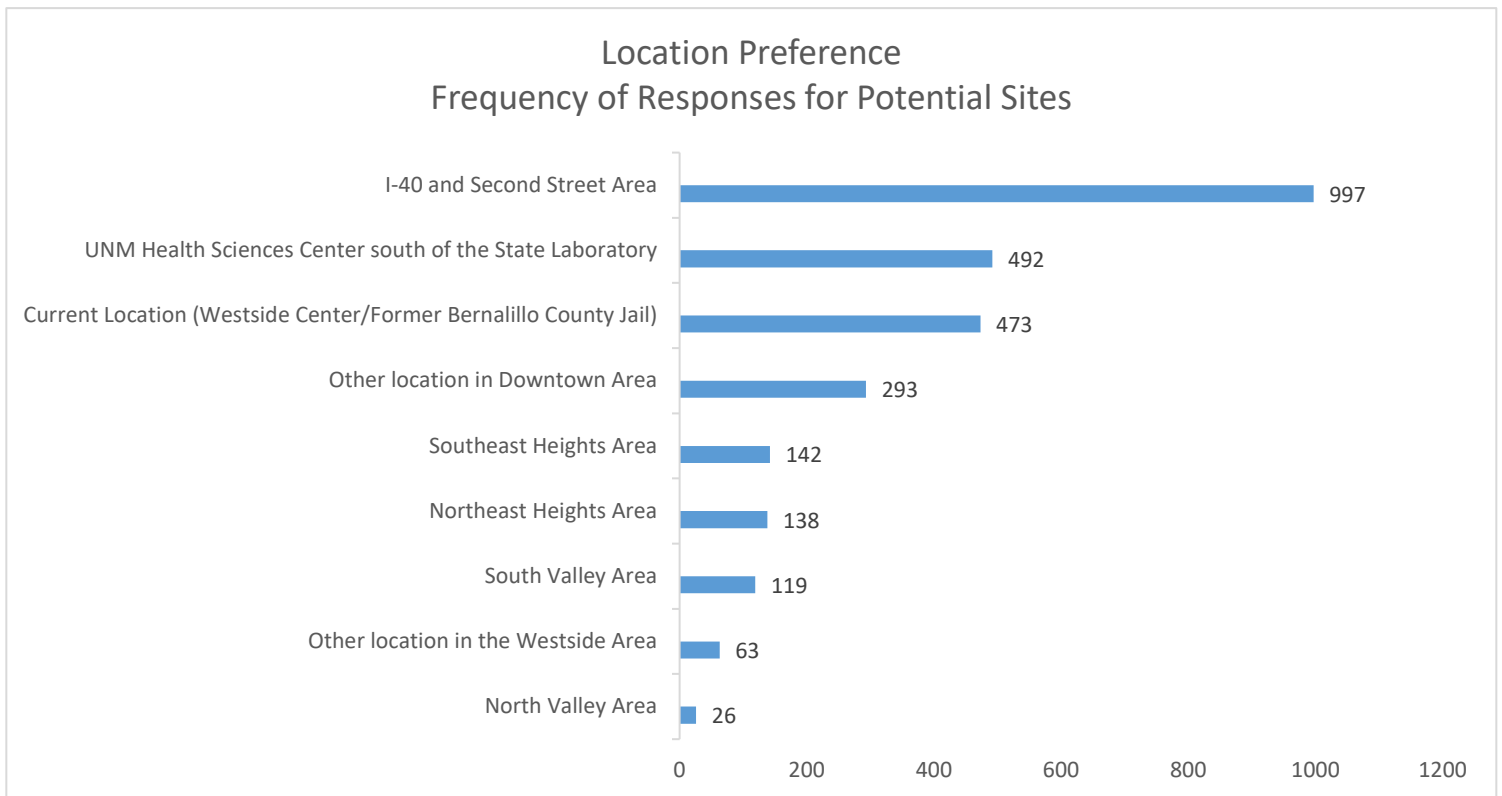 Location Preference
Frequency of Responses for Potential Sites
I-40 and Second Street Area
997
UNM Health Sciences Center south of the State Laboratory
492
Current Location (Westside Center/Former Bernalillo County Jail)
473
Other location in Downtown Area
293
Southeast Heights Area
142
Northeast Heights Area
138
South Valley Area
119
Other location in the Westside Area
63
North Valley Area
26
0 200 400 600 800 1000 1200